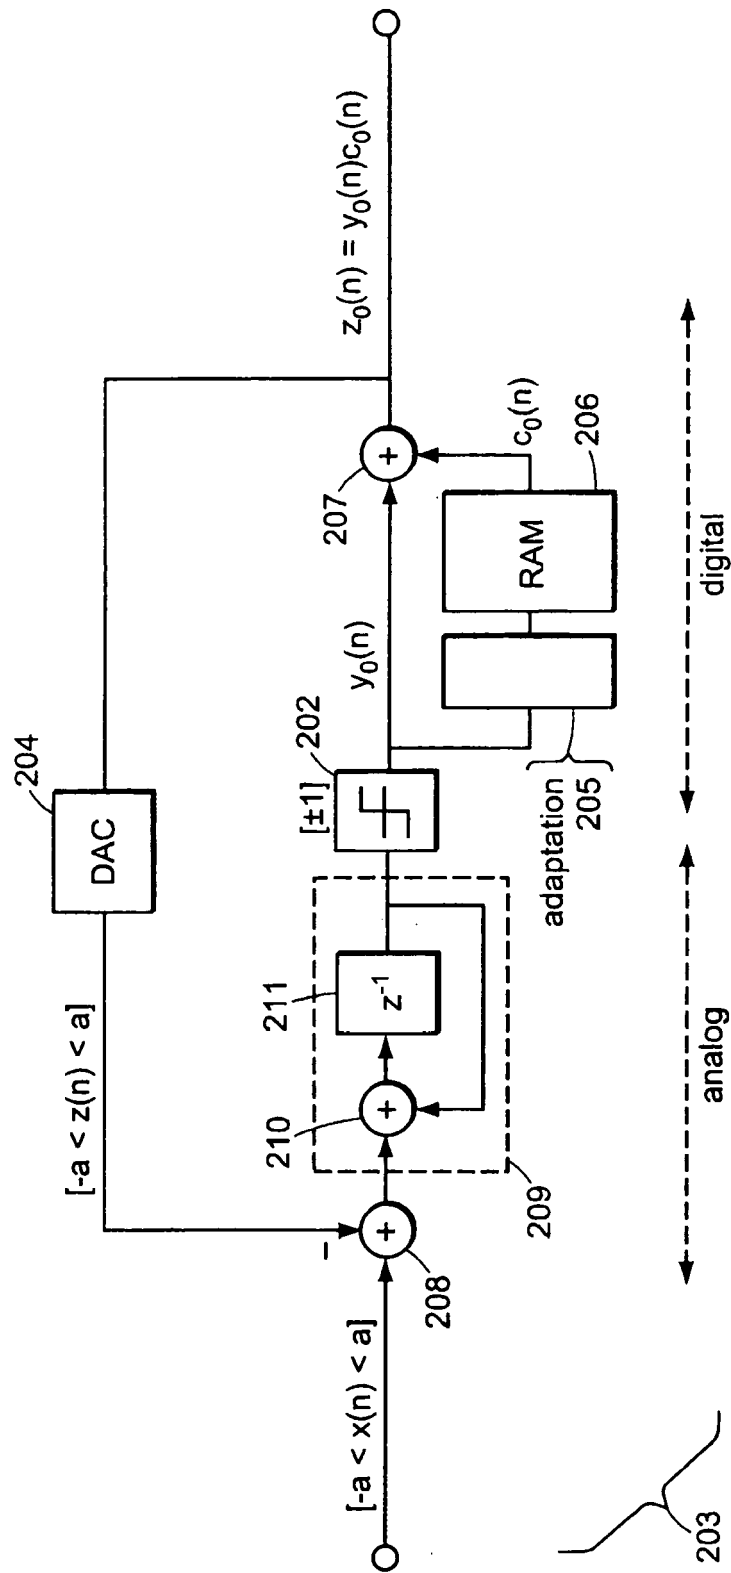 204
DAC
[-a < z(n) < a]
z₀(n) = y₀(n)c₀(n)
[±1]
202
y₀(n)
207
+
211
z⁻¹
210
+
[-a < x(n) < a]
−
+
208
209
c₀(n)
RAM
206
adaptation
205
analog
digital
203